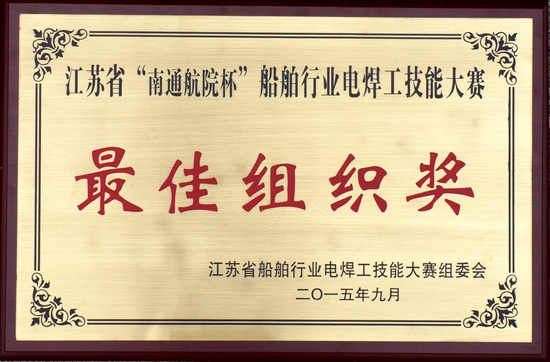 江苏省“南通航院杯”船舶行业电焊工技能大赛
最佳组织奖
江苏省船舶行业电焊工技能大赛组委会
二〇一五年九月